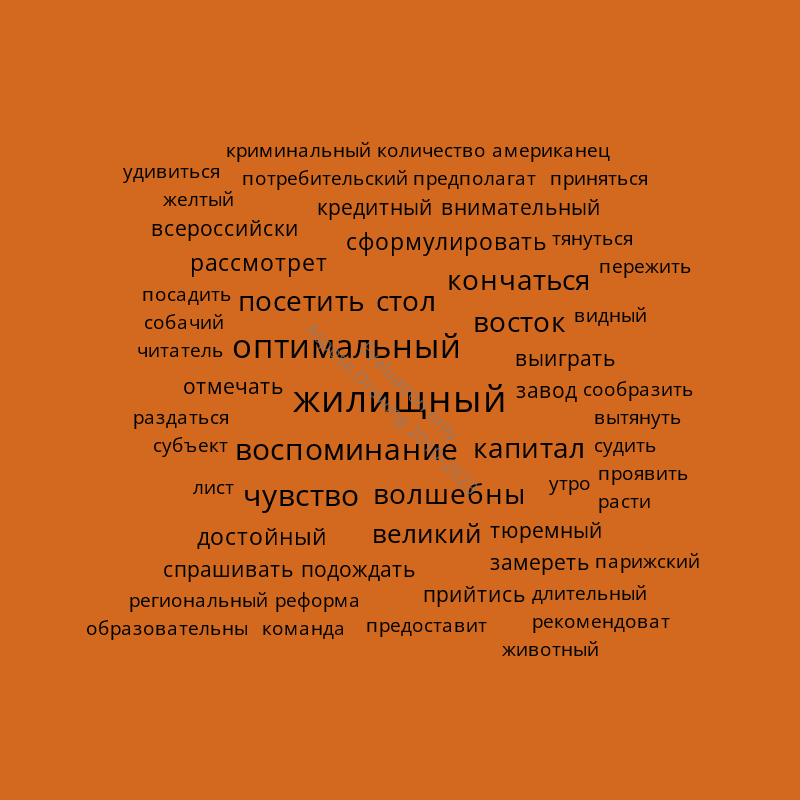 криминальный количество американец
удивиться
потребительский предполагат приняться
желтый
кредитный внимательный
всероссийски
сформулировать тянуться
рассмотрет
пережить
кончаться
посадить посетить стол
собачий
восток видный
читатель оптимальный
выиграть
отмечать
жилищный завод сообразить
раздаться
вытянуть
субъект воспоминание капитал судить
проявить
лист чувство волшебны утро
расти
достойный великий тюремный
спрашивать подождать
замереть парижский
региональный реформа
прийтись длительный
образовательны команда предоставит
рекомендоват
животный